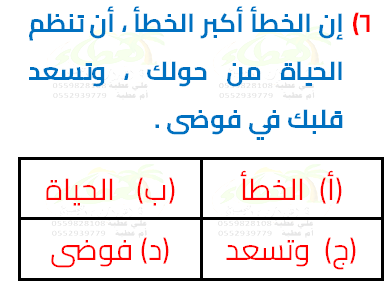 ٦) إن الخطأ أكبر الخطأ ، أن تنظم
الحياة من حولك ، وتسعد
قلبك في فوضى .
(أ) الخطأ
(ب) الحياة
(ج) وتسعد
(د) فوضى